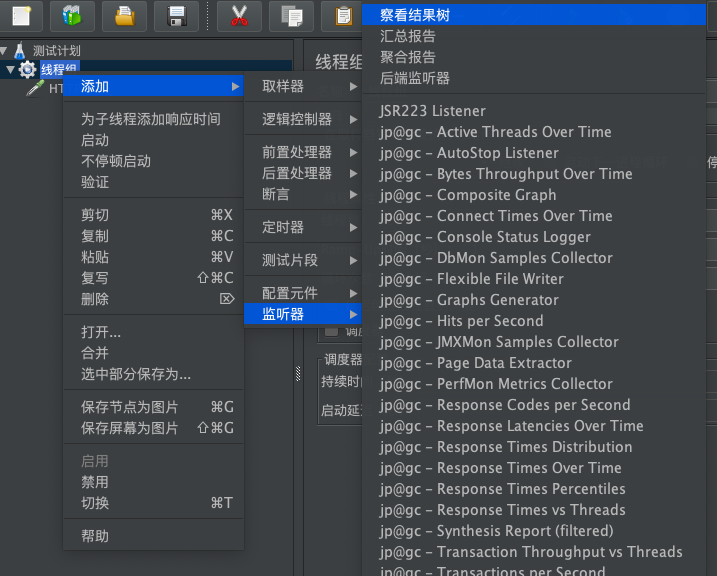 测试计划
线程组
HT
添加
为子线程添加响应时间
启动
不停顿启动
验证
剪切 ⌘X
复制 ⌘C
粘贴 ⌘V
复写 ⇧⌘C
删除 ⌦
打开...
合并
选中部分保存为...
保存节点为图片 ⌘G
保存屏幕为图片 ⇧⌘G
启用
禁用
切换 ⌘T
帮助
取样器
逻辑控制器
前置处理器
后置处理器
断言
定时器
测试片段
配置元件
监听器
线程组
调度
调度器
持续时间
启动延
停
察看结果树
汇总报告
聚合报告
后端监听器
JSR223 Listener
jp@gc - Active Threads Over Time
jp@gc - AutoStop Listener
jp@gc - Bytes Throughput Over Time
jp@gc - Composite Graph
jp@gc - Connect Times Over Time
jp@gc - Console Status Logger
jp@gc - DbMon Samples Collector
jp@gc - Flexible File Writer
jp@gc - Graphs Generator
jp@gc - Hits per Second
jp@gc - JMXMon Samples Collector
jp@gc - Page Data Extractor
jp@gc - PerfMon Metrics Collector
jp@gc - Response Codes per Second
jp@gc - Response Latencies Over Time
jp@gc - Response Times Distribution
jp@gc - Response Times Over Time
jp@gc - Response Times Percentiles
jp@gc - Response Times vs Threads
jp@gc - Synthesis Report (filtered)
jp@gc - Transaction Throughput vs Threads
jp@gc - Transactions per Second